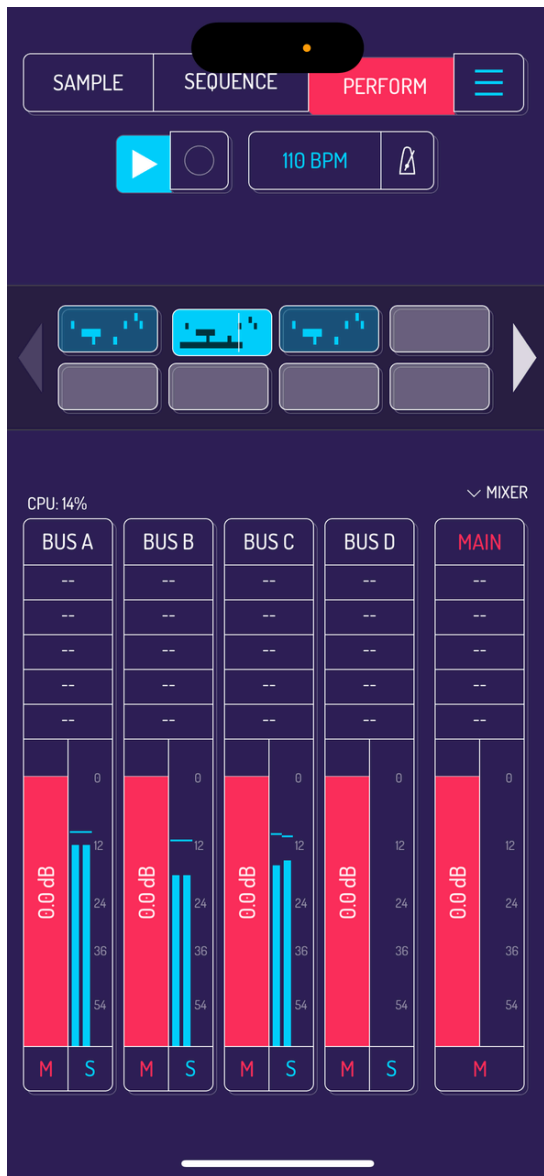 SAMPLE SEQUENCE PERFORM
110 BPM
CPU: 14% MIXER
BUS A BUS B BUS C BUS D MAIN
-- -- -- -- --
-- -- -- -- --
-- -- -- -- --
-- -- -- -- --
-- -- -- -- --
0 0 0 0 0
12 12 12 12 12
0.0 dB 0.0 dB 0.0 dB 0.0 dB 0.0 dB
24 24 24 24 24
36 36 36 36 36
54 54 54 54 54
M S M S M S M S M